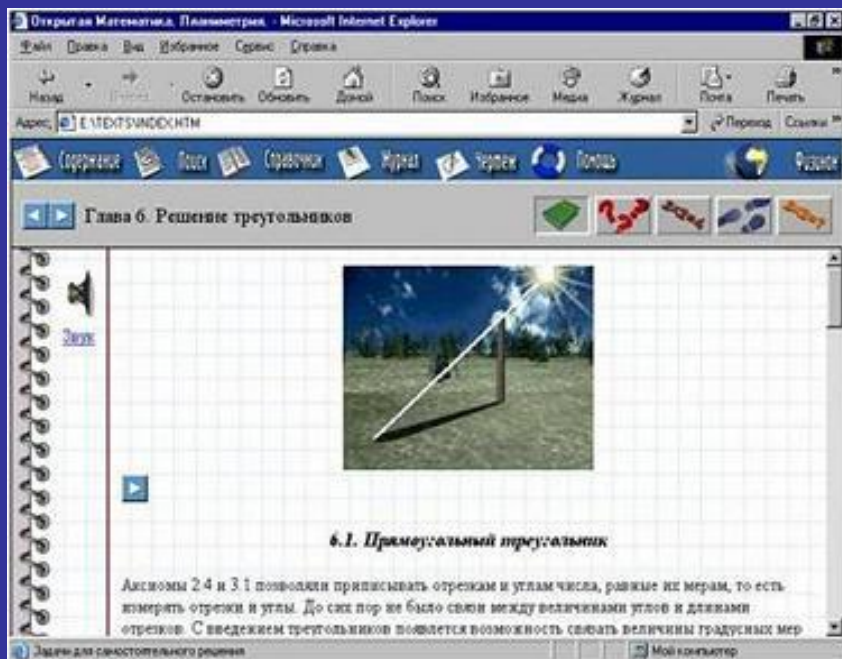 Открытая Математика. Планиметрия. - Microsoft Internet Explorer
Файл Правка Вид Избранное Сервис Справка
Назад Остановить Обновить Домой Поиск Избранное Медиа Журнал Почта Печать
Адрес: E:\TEXTS\INDEX.HTM Переход Ссылки
Содержание Поиск Справочник Журнал Чертеж Помощь Физикон
Глава 6. Решение треугольников
Звук
6.1. Прямоугольный треугольник
Аксиомы 2.4 и 3.1 позволяли приписывать отрезкам и углам числа, равные их мерам, то есть
измерять отрезки и углы. До сих пор не было связи между величинами углов и длинами
отрезков. С введением треугольников появляется возможность связать величины градусных мер
Задачи для самостоятельного решения Мой компьютер